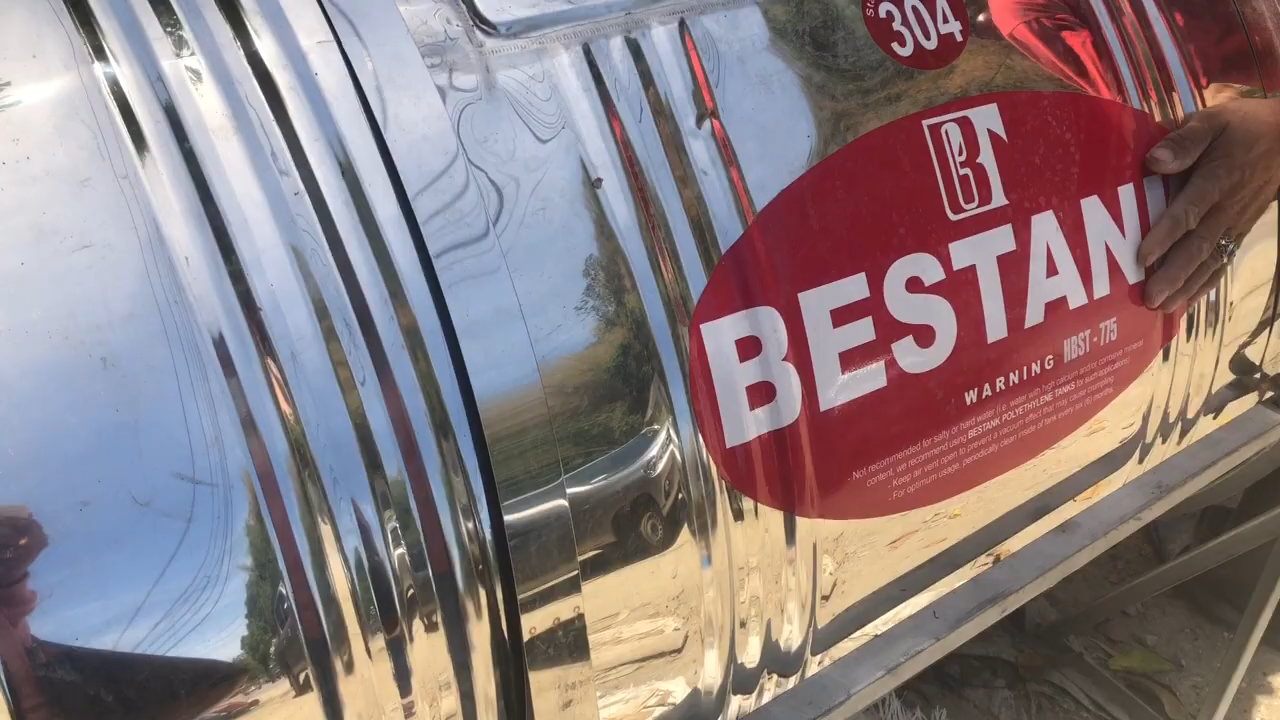 304
B
BESTAN
HBST - 775
WARNING
- Not recommended for salty or hard water (i.e. water with high calcium and/or corrosive mineral
content, we recommend using BESTANK POLYETHYLENE TANKS for such applications)
- Keep air vent open to prevent a vacuum effect that may cause crumpling.
- For optimum usage, periodically clean inside of tank every six (6) months.